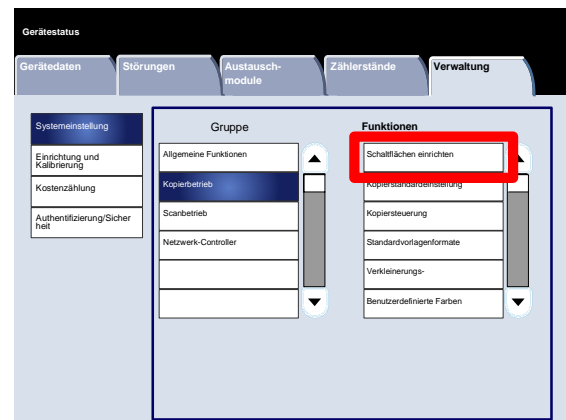 Gerätestatus
Gerätedaten
Störungen
Austausch-
module
Zählerstände
Verwaltung
Systemeinstellung
Einrichtung und
Kalibrierung
Kostenzählung
Authentifizierung/Sicher
heit
Gruppe
Allgemeine Funktionen
Kopierbetrieb
Scanbetrieb
Netzwerk-Controller
Funktionen
Schaltflächen einrichten
Kopierstandardeinstellung
Kopiersteuerung
Standardvorlagenformate
Verkleinerungs-
Benutzerdefinierte Farben